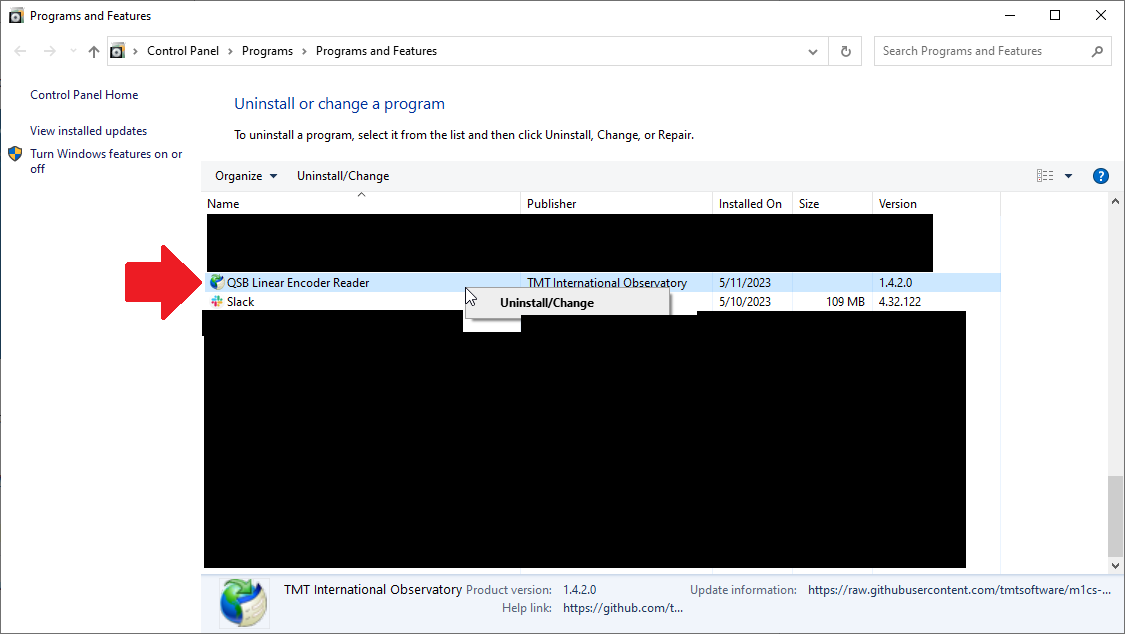 Programs and Features
Control Panel > Programs > Programs and Features
Search Programs and Features
Control Panel Home
View installed updates
Turn Windows features on or
off
Uninstall or change a program
To uninstall a program, select it from the list and then click Uninstall, Change, or Repair.
Organize Uninstall/Change ?
Name Publisher Installed On Size Version
QSB Linear Encoder Reader TMT International Observatory 5/11/2023 1.4.2.0
Slack 5/10/2023 109 MB 4.32.122
Uninstall/Change
TMT International Observatory Product version: 1.4.2.0 Update information: https://raw.githubusercontent.com/tmtsoftware/m1cs-...
Help link: https://github.com/t...